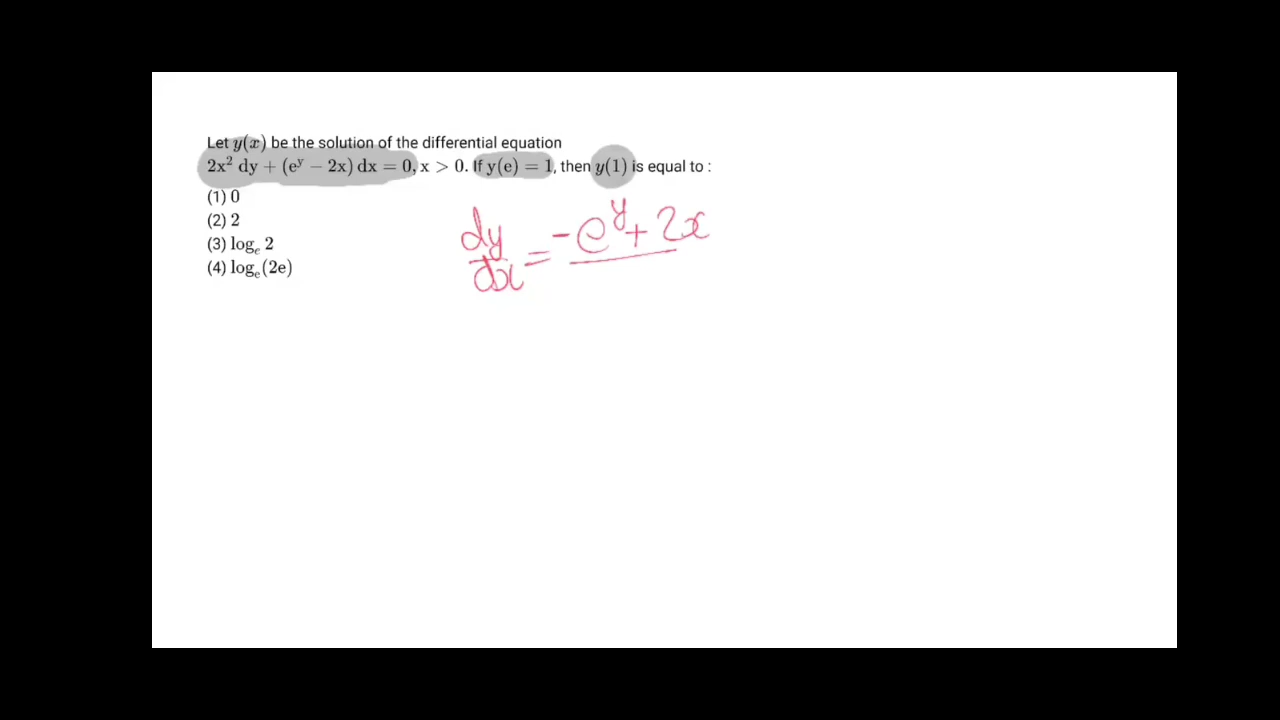 Let y(x) be the solution of the differential equation
2x² dy + (eʸ − 2x) dx = 0, x > 0. If y(e) = 1, then y(1) is equal to :
(1) 0
(2) 2
(3) logₑ 2
(4) logₑ(2e)
dy/dx = -eʸ + 2x